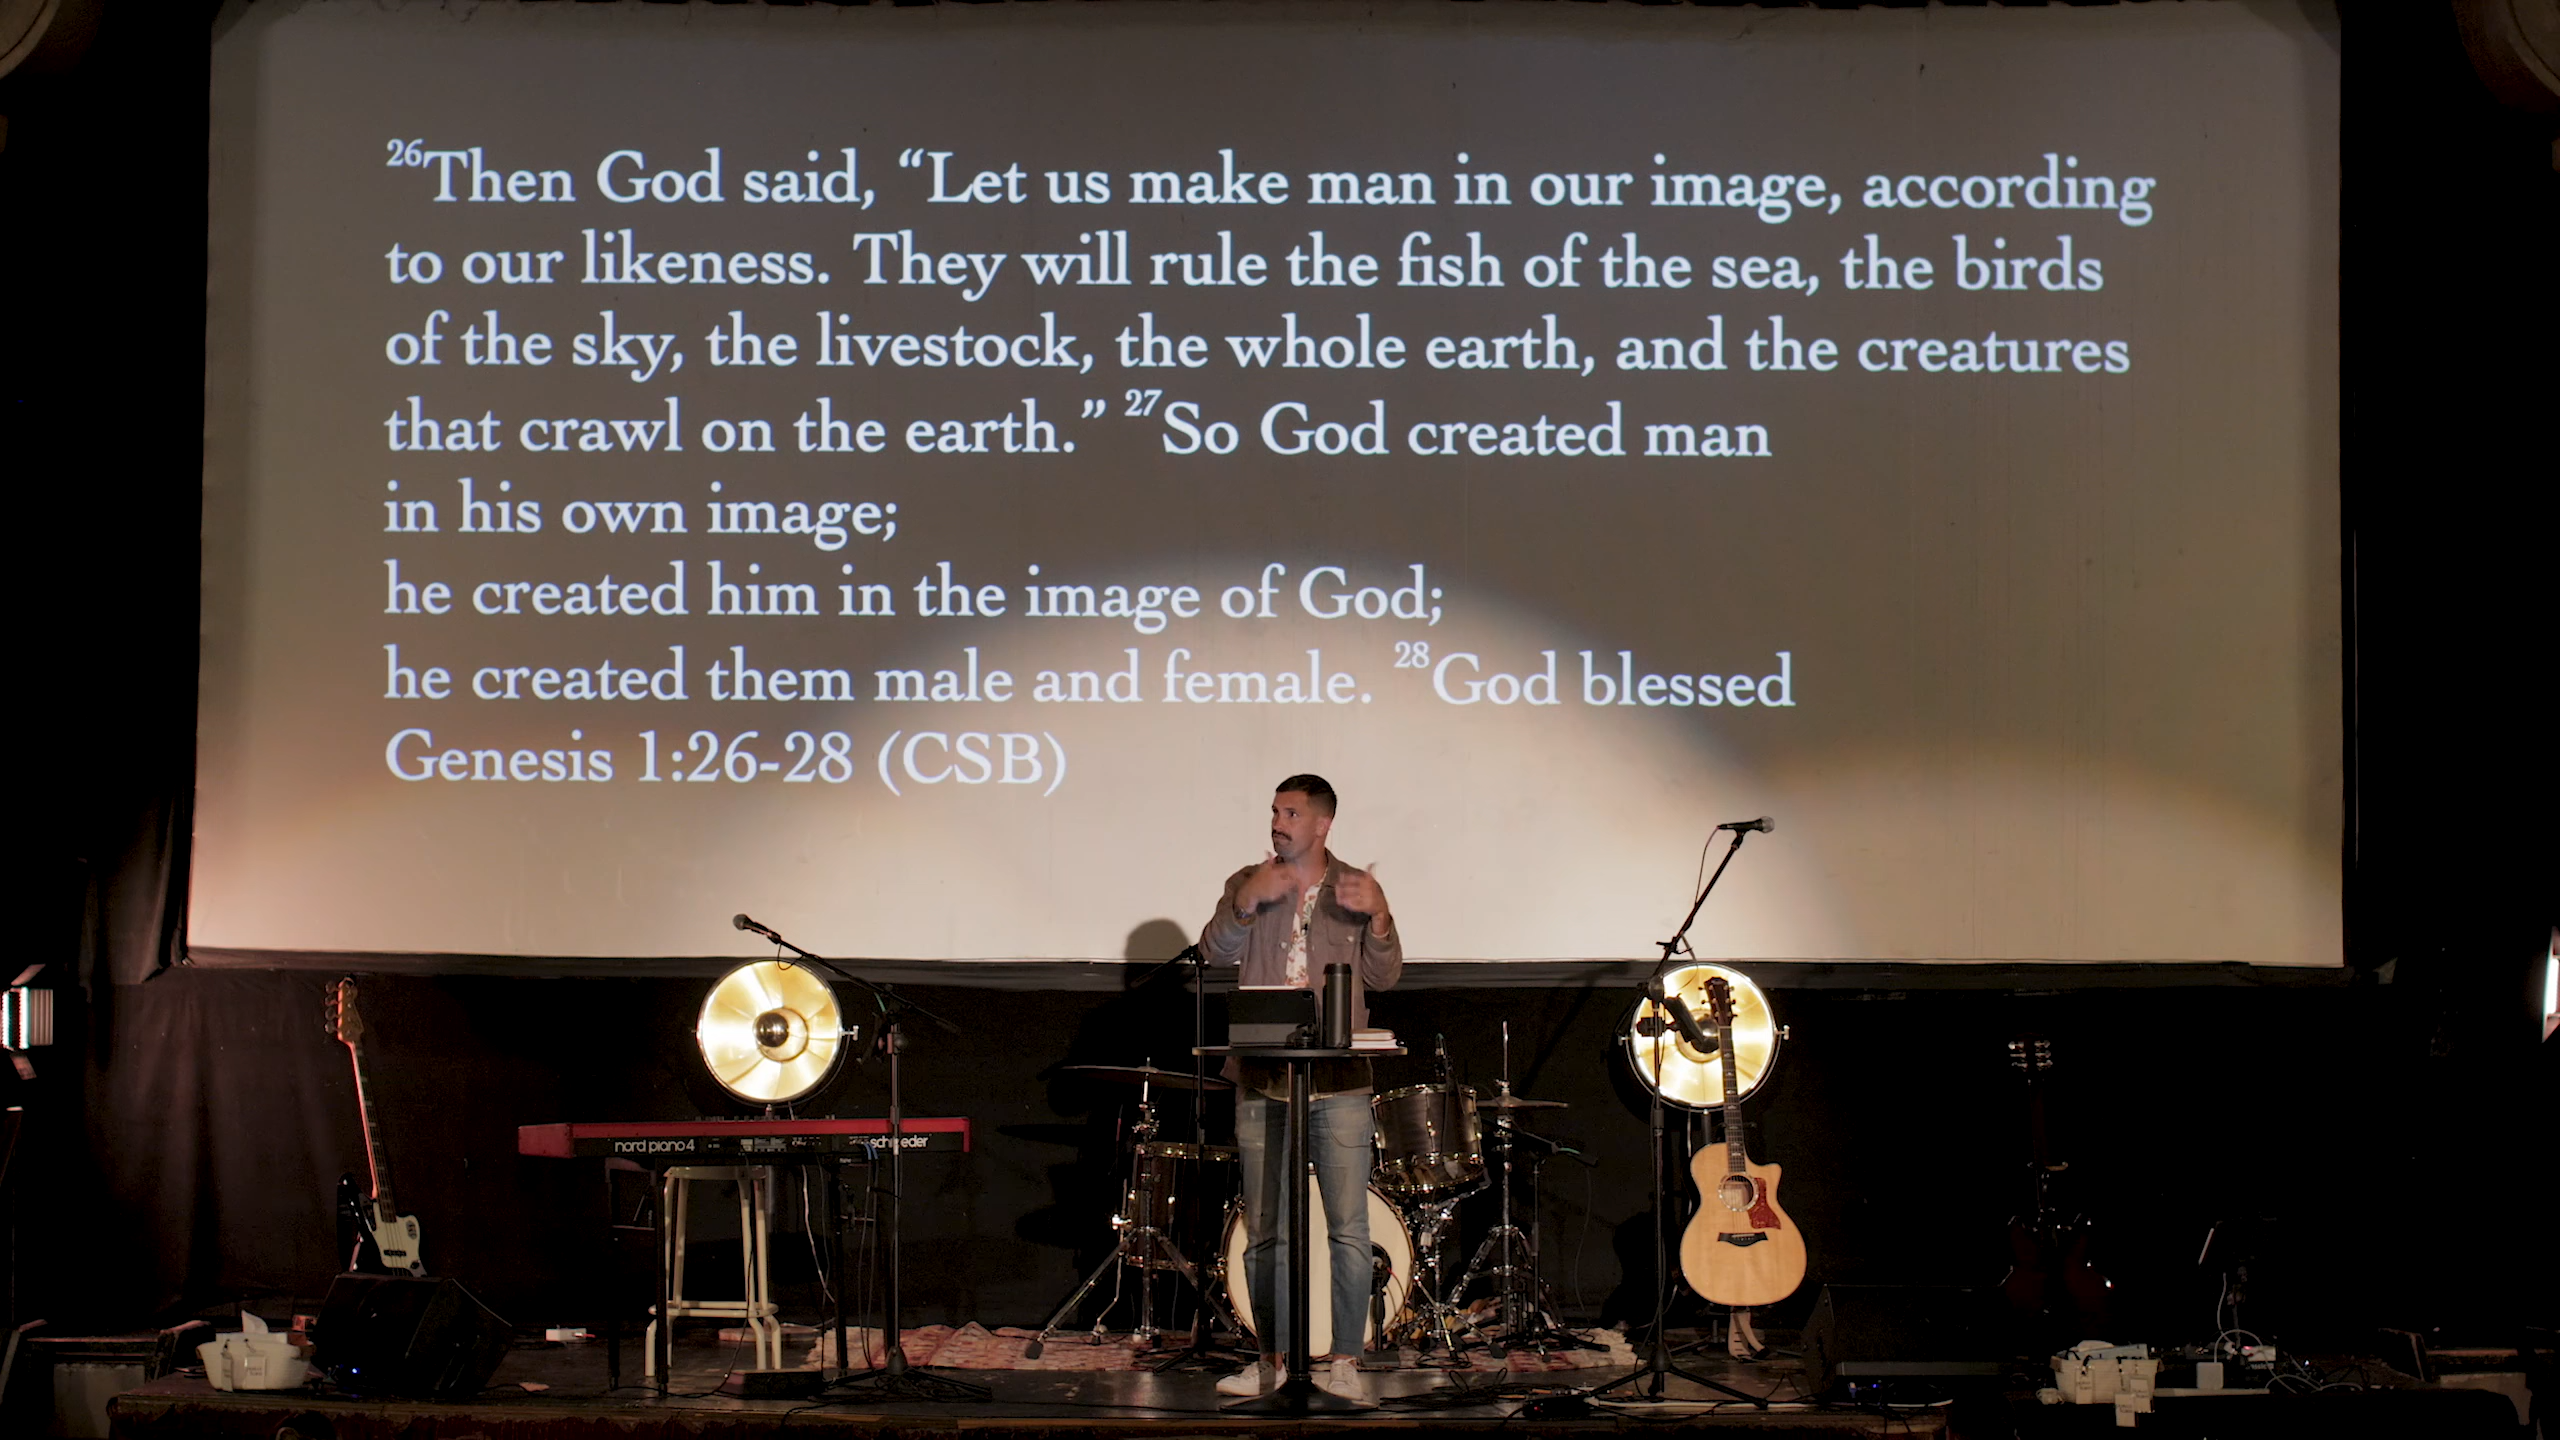 ²⁶Then God said, “Let us make man in our image, according
to our likeness. They will rule the fish of the sea, the birds
of the sky, the livestock, the whole earth, and the creatures
that crawl on the earth.” ²⁷So God created man
in his own image;
he created him in the image of God;
he created them male and female. ²⁸God blessed
Genesis 1:26-28 (CSB)
nord piano 4